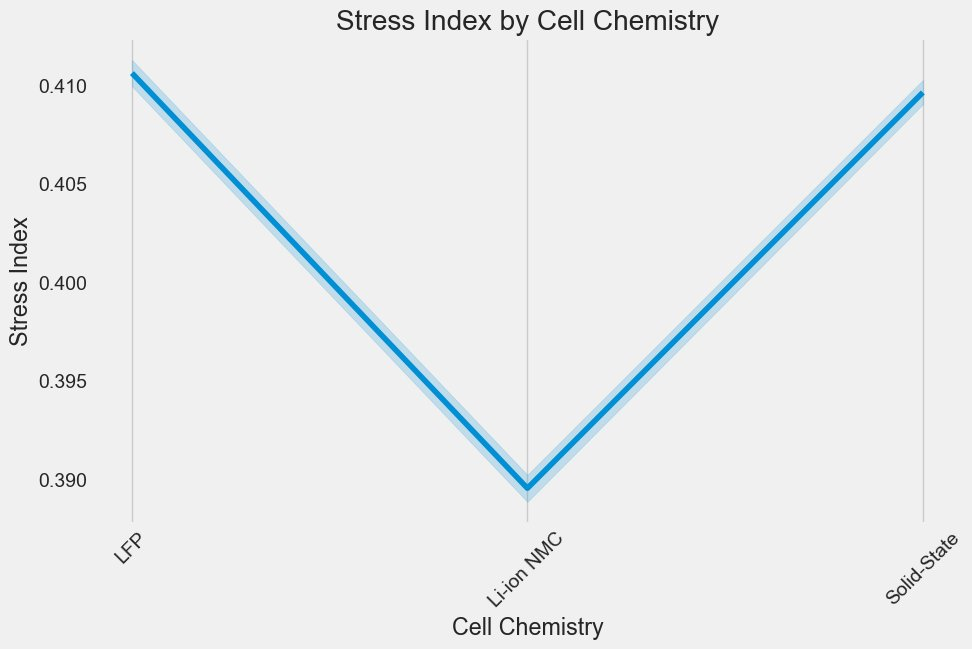 Stress Index by Cell Chemistry
Stress Index
0.410
0.405
0.400
0.395
0.390
LFP
Li-ion NMC
Solid-State
Cell Chemistry